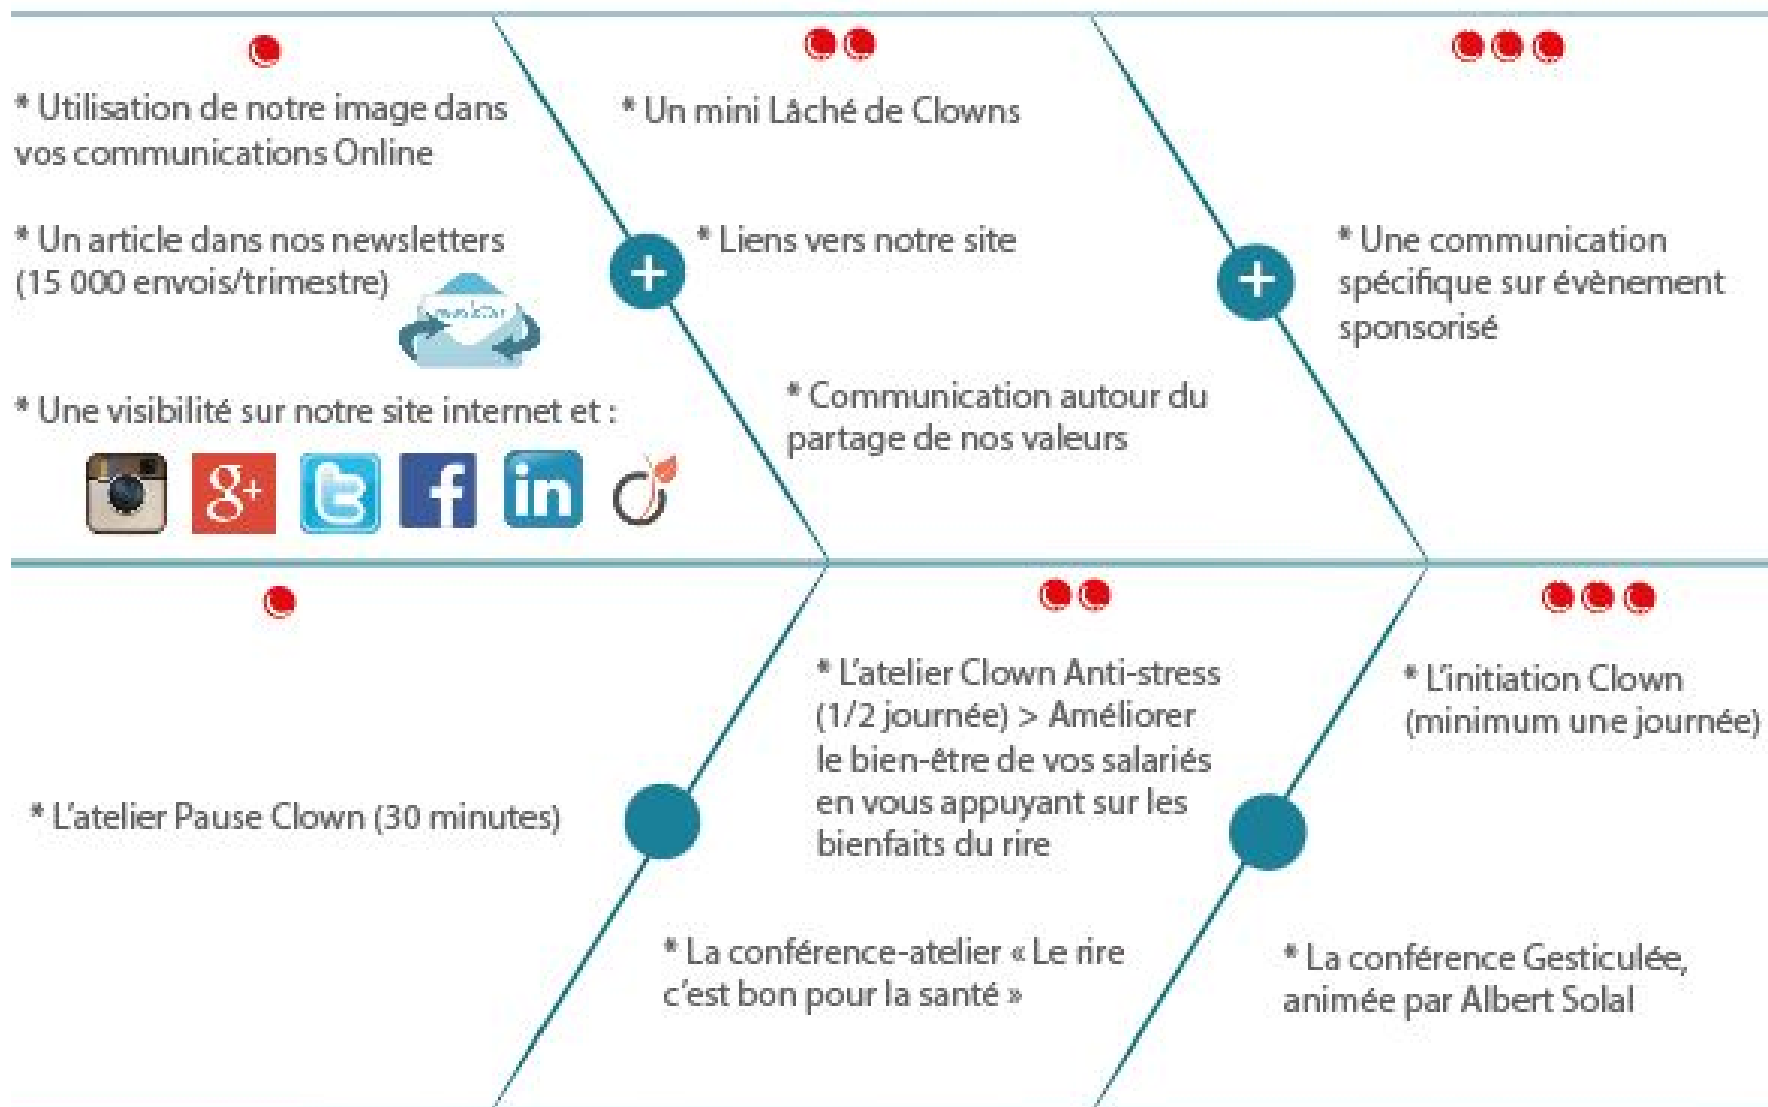 * Utilisation de notre image dans
vos communications Online
* Un article dans nos newsletters
(15 000 envois/trimestre)
newsletter
* Une visibilité sur notre site internet et :
g+
f
in
* Un mini Lâché de Clowns
+
* Liens vers notre site
* Communication autour du
partage de nos valeurs
+
* Une communication
spécifique sur évènement
sponsorisé
* L'atelier Pause Clown (30 minutes)
* L'atelier Clown Anti-stress
(1/2 journée) > Améliorer
le bien-être de vos salariés
en vous appuyant sur les
bienfaits du rire
* La conférence-atelier « Le rire
c'est bon pour la santé »
* L'initiation Clown
(minimum une journée)
* La conférence Gesticulée,
animée par Albert Solal